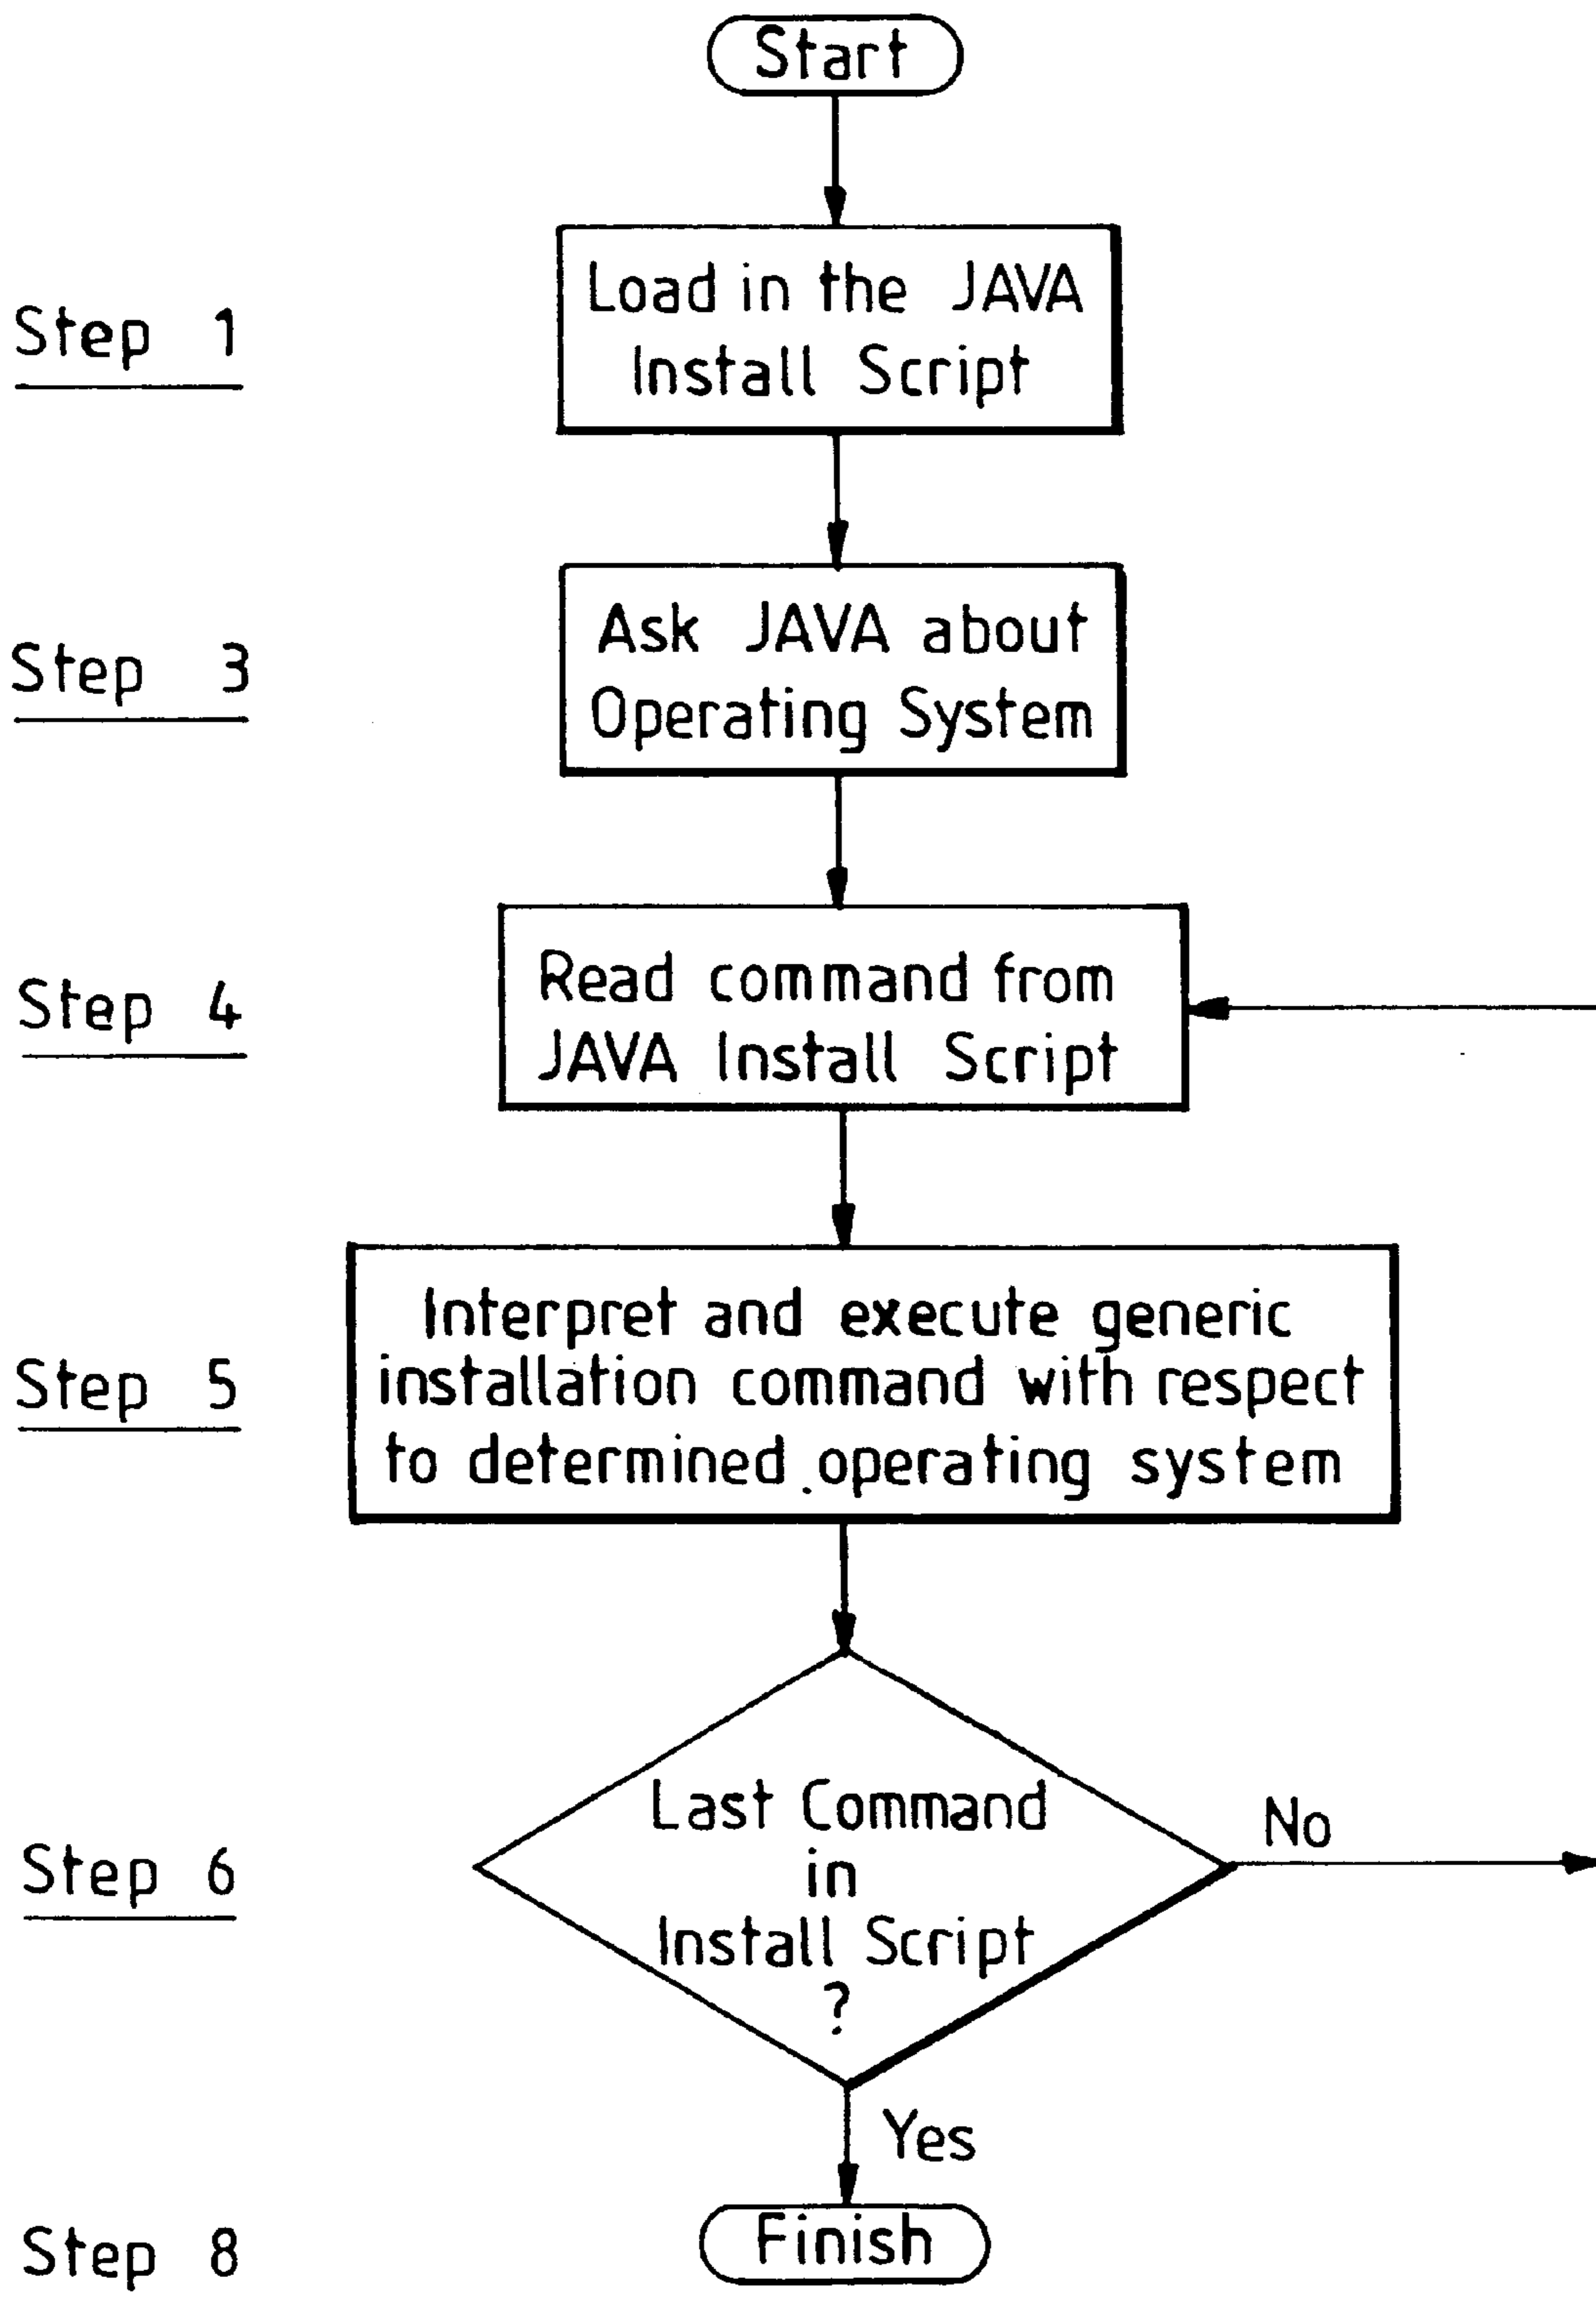 Start
Step 1
Load in the JAVA
Install Script
Step 3
Ask JAVA about
Operating System
Step 4
Read command from
JAVA Install Script
Step 5
Interpret and execute generic
installation command with respect
to determined operating system
Step 6
Last Command
in
Install Script
?
No
Yes
Step 8
Finish